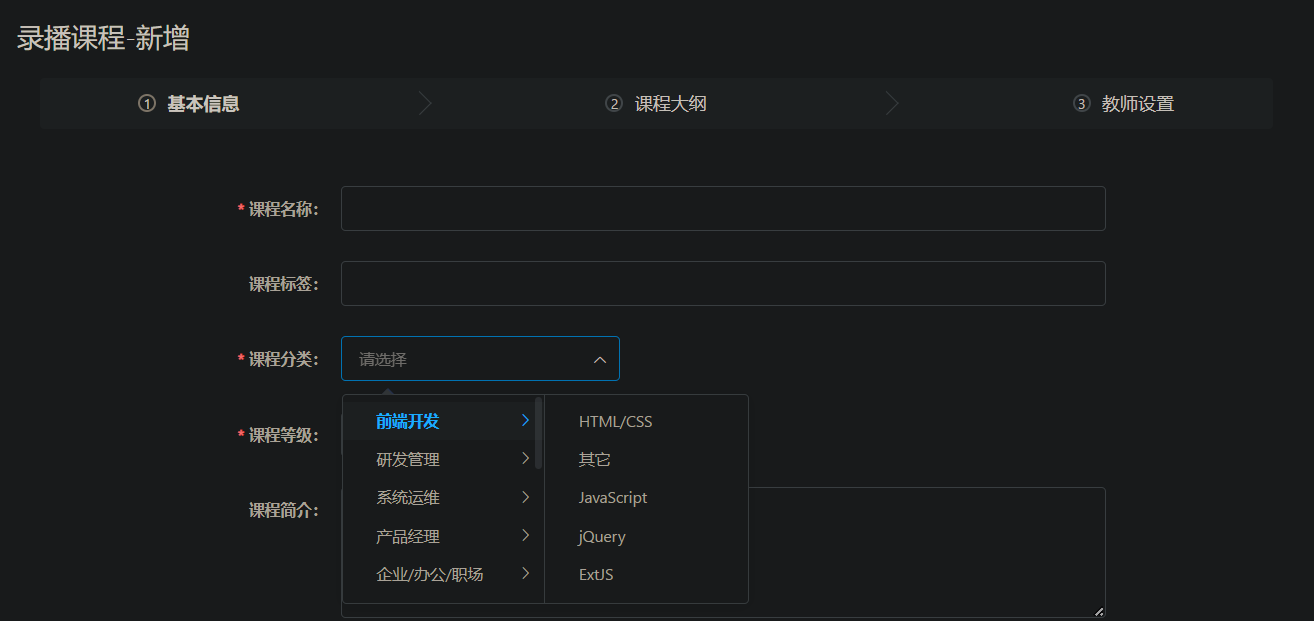 录播课程-新增
1 基本信息
2 课程大纲
3 教师设置
* 课程名称:
课程标签:
* 课程分类:
请选择
前端开发
研发管理
系统运维
产品经理
企业/办公/职场
HTML/CSS
其它
JavaScript
jQuery
ExtJS
* 课程等级:
课程简介: